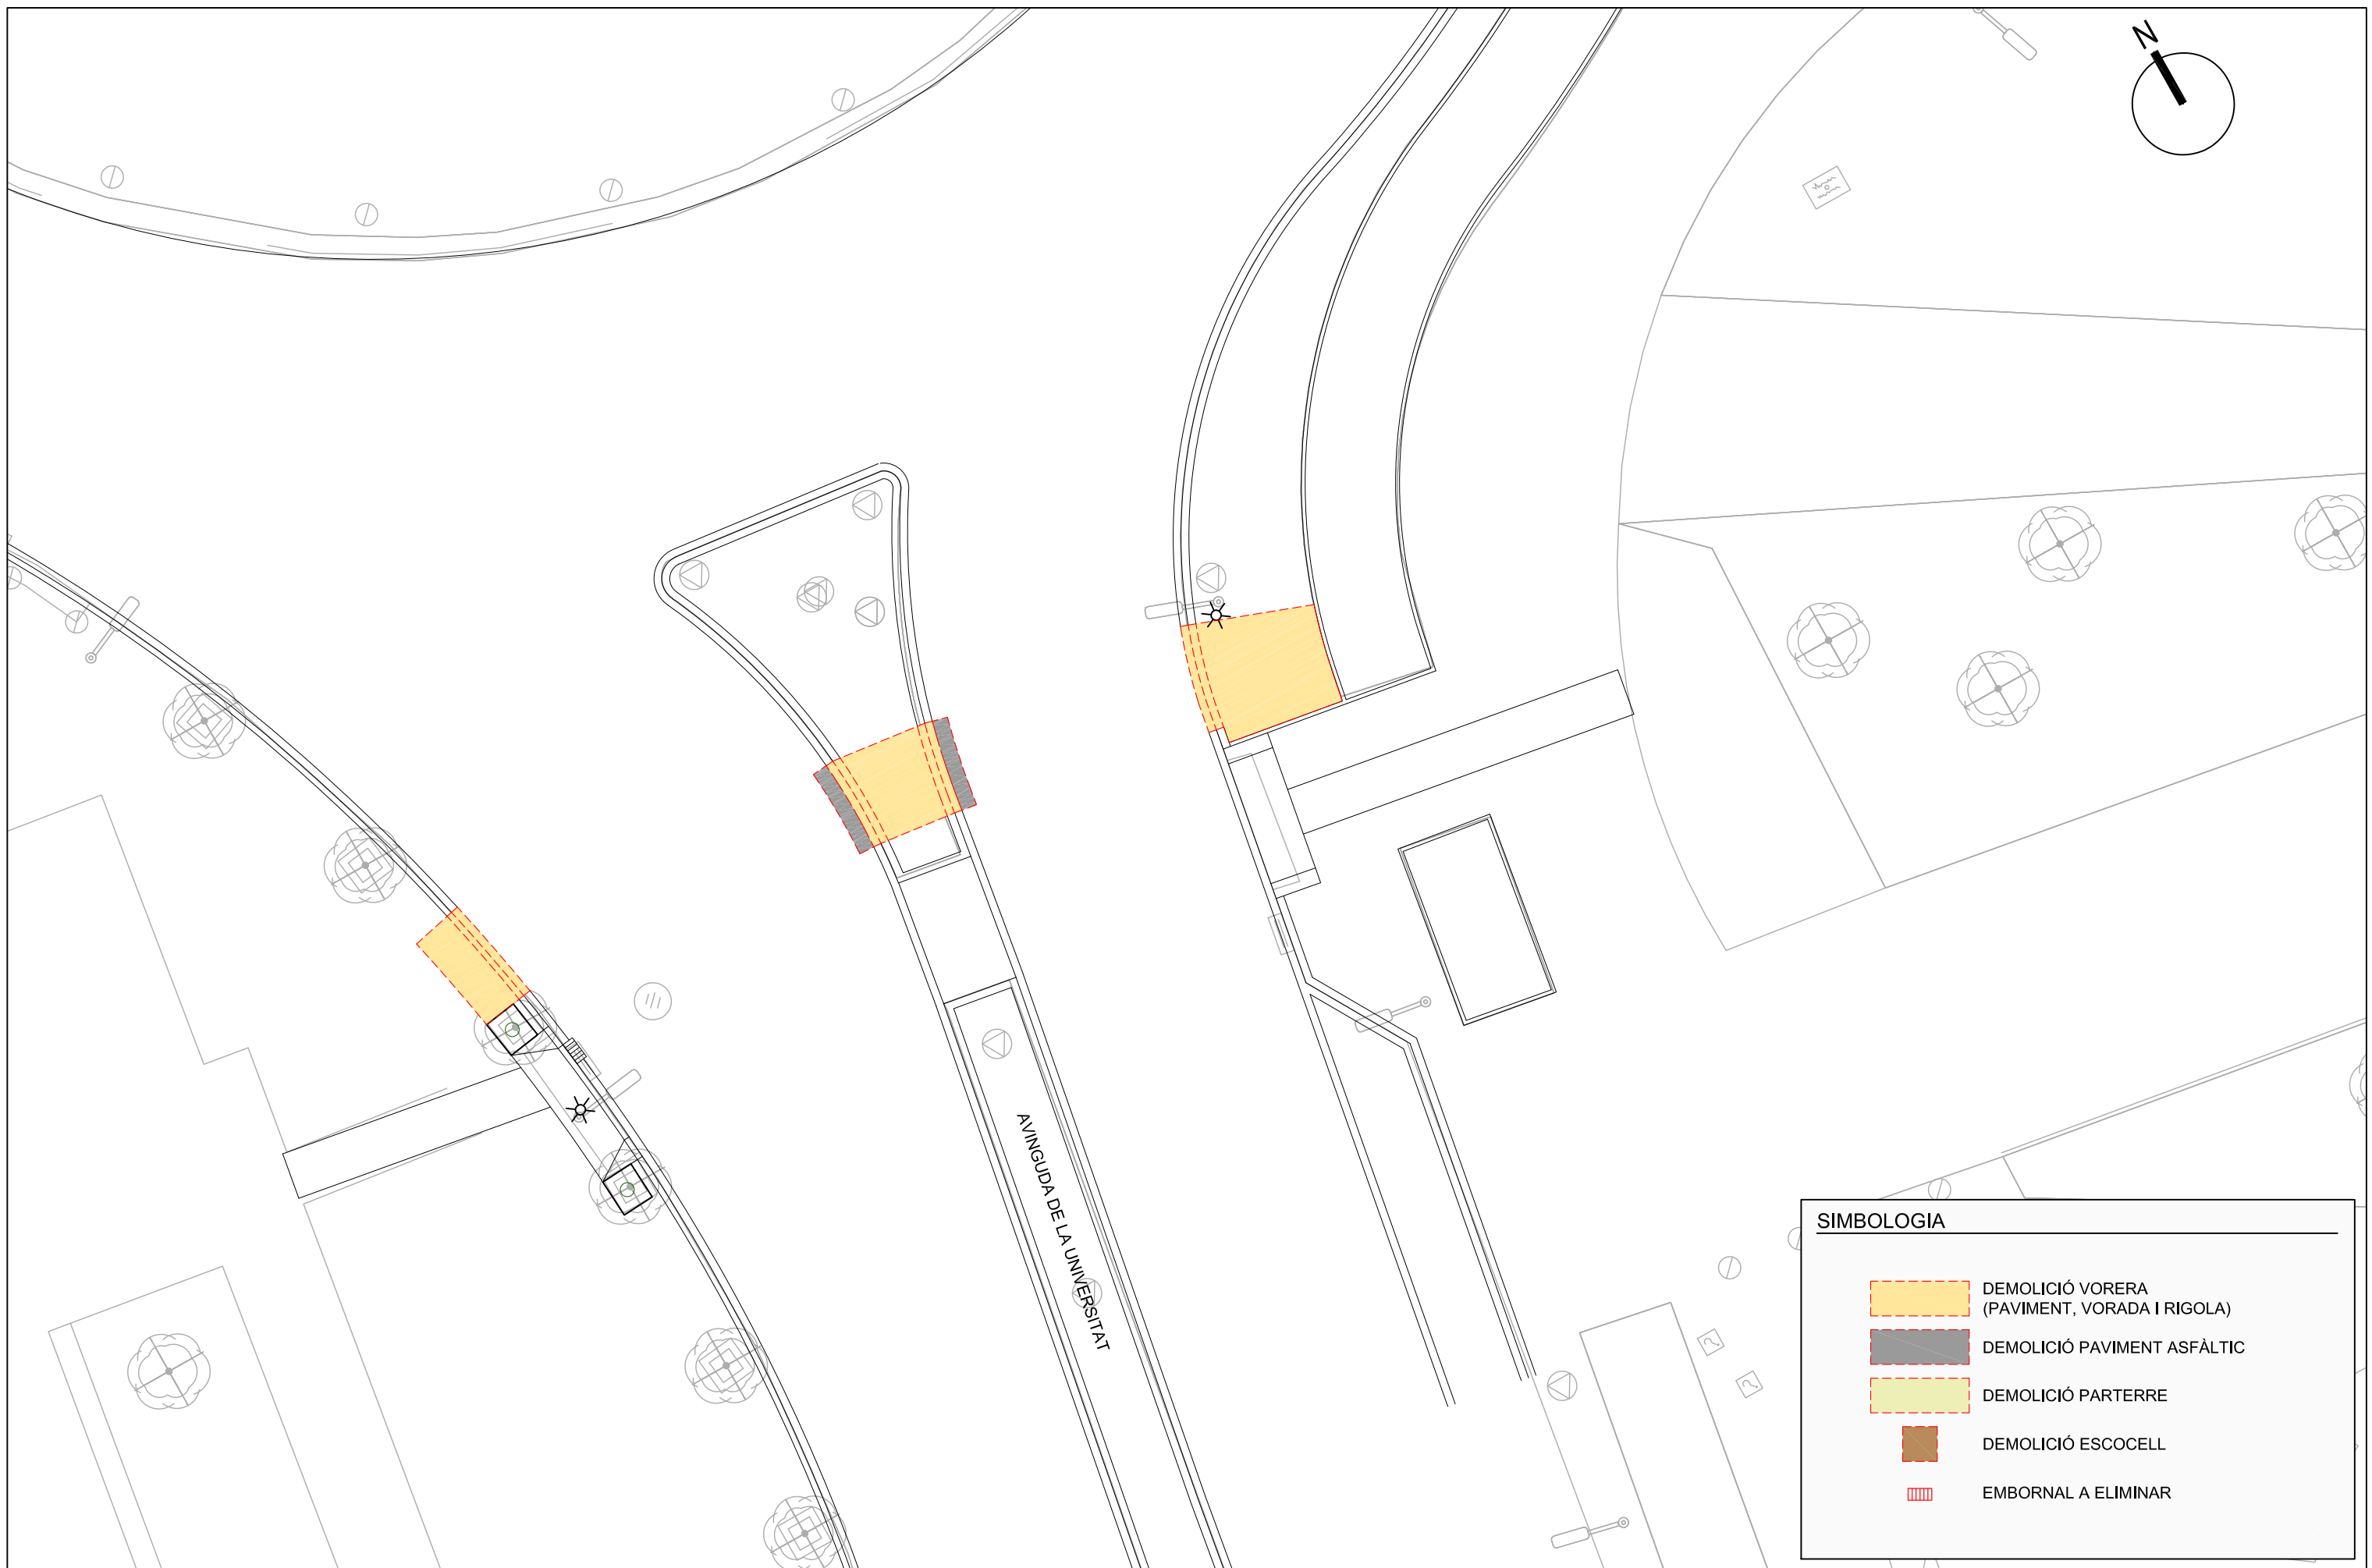 N
AVINGUDA DE LA UNIVERSITAT
SIMBOLOGIA
DEMOLICIÓ VORERA
(PAVIMENT, VORADA I RIGOLA)
DEMOLICIÓ PAVIMENT ASFÀLTIC
DEMOLICIÓ PARTERRE
DEMOLICIÓ ESCOCELL
EMBORNAL A ELIMINAR